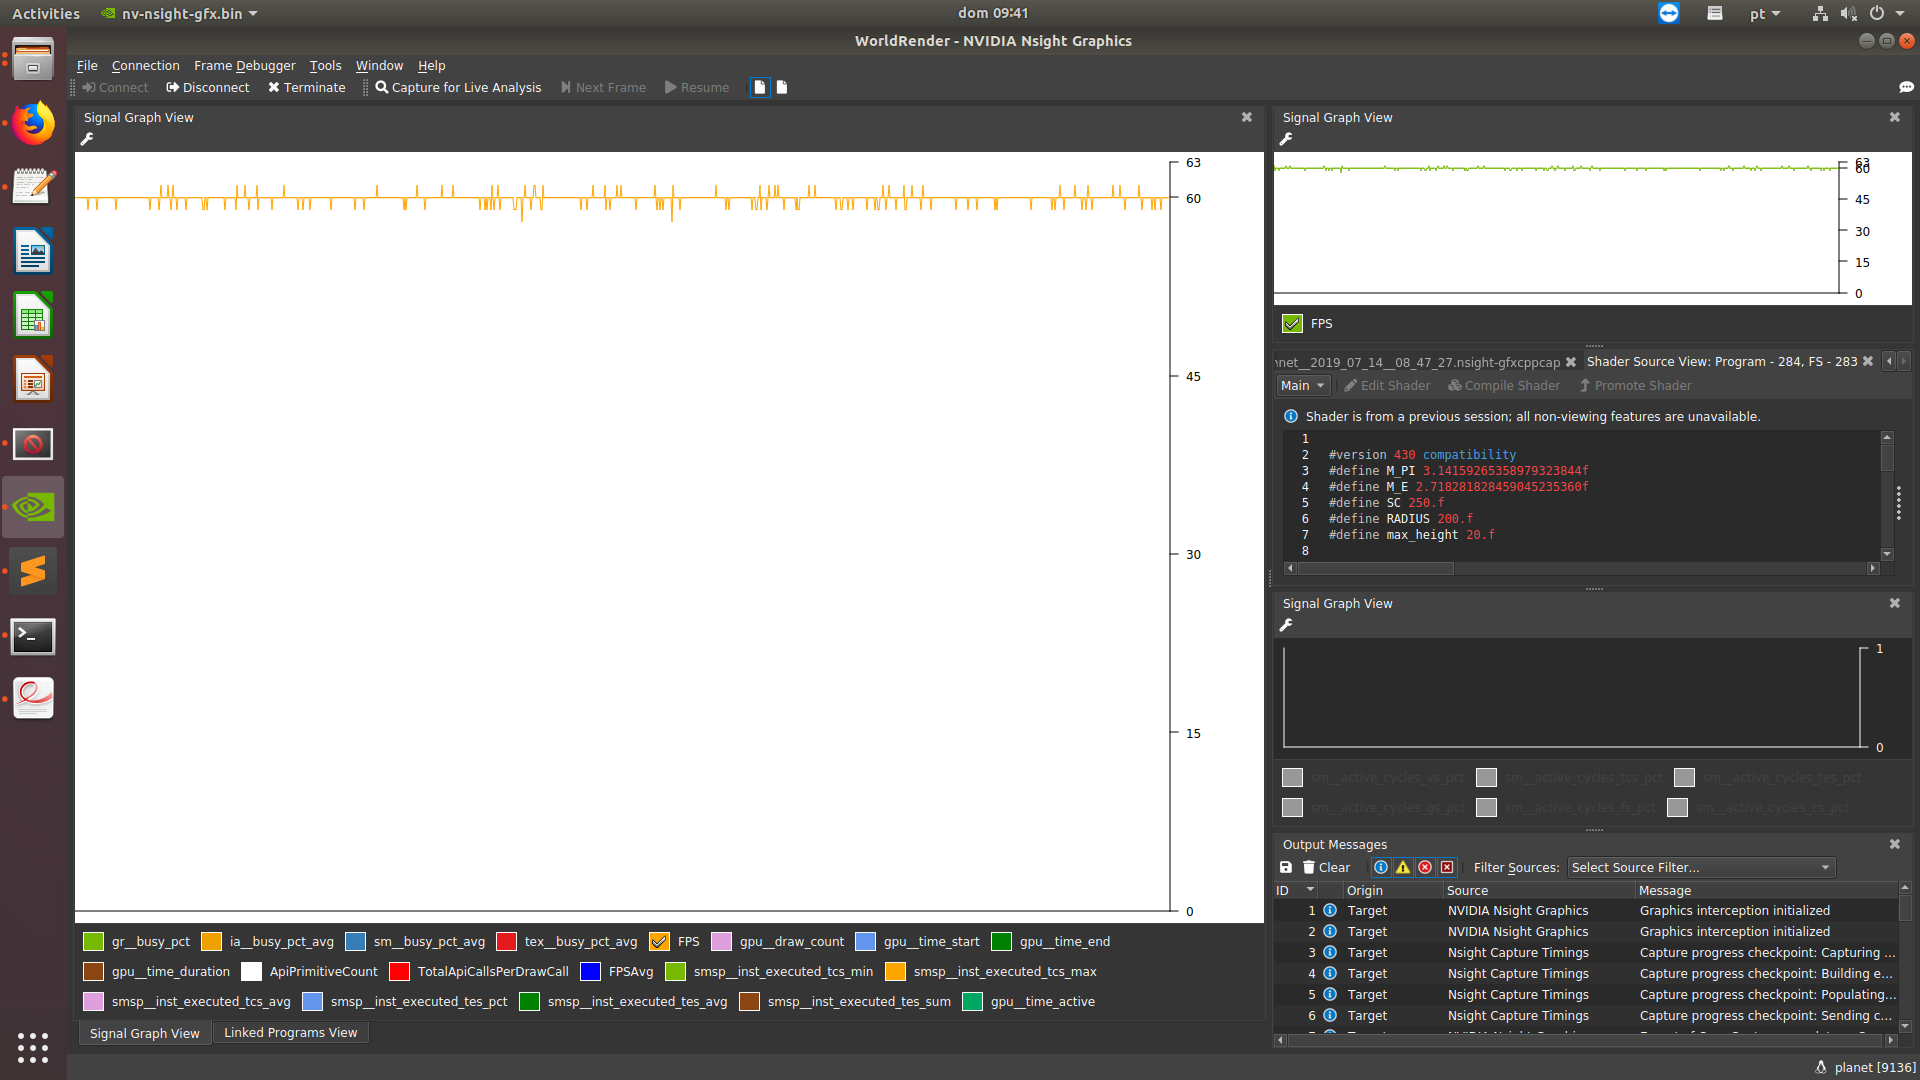 Activities nv-nsight-gfx.bin dom 09:41 pt
WorldRender - NVIDIA Nsight Graphics
File Connection Frame Debugger Tools Window Help
Connect Disconnect Terminate Capture for Live Analysis Next Frame Resume
Signal Graph View
63
60
45
30
15
0
gr__busy_pct ia__busy_pct_avg sm__busy_pct_avg tex__busy_pct_avg FPS gpu__draw_count gpu__time_start gpu__time_end
gpu__time_duration ApiPrimitiveCount TotalApiCallsPerDrawCall FPSAvg smsp__inst_executed_tcs_min smsp__inst_executed_tcs_max
smsp__inst_executed_tcs_avg smsp__inst_executed_tes_pct smsp__inst_executed_tes_avg smsp__inst_executed_tes_sum gpu__time_active
Signal Graph View Linked Programs View
Signal Graph View
63
60
45
30
15
0
FPS
nnet__2019_07_14__08_47_27.nsight-gfxcppcap Shader Source View: Program - 284, FS - 283
Main Edit Shader Compile Shader Promote Shader
Shader is from a previous session; all non-viewing features are unavailable.
1
2 #version 430 compatibility
3 #define M_PI 3.14159265358979323844f
4 #define M_E 2.718281828459045235360f
5 #define SC 250.f
6 #define RADIUS 200.f
7 #define max_height 20.f
8
Signal Graph View
1
0
sm__active_cycles_vs_pct sm__active_cycles_tcs_pct sm__active_cycles_tes_pct
sm__active_cycles_gs_pct sm__active_cycles_fs_pct sm__active_cycles_cs_pct
Output Messages
Clear Filter Sources: Select Source Filter...
ID Origin Source Message
1 Target NVIDIA Nsight Graphics Graphics interception initialized
2 Target NVIDIA Nsight Graphics Graphics interception initialized
3 Target Nsight Capture Timings Capture progress checkpoint: Capturing ...
4 Target Nsight Capture Timings Capture progress checkpoint: Building e...
5 Target Nsight Capture Timings Capture progress checkpoint: Populating...
6 Target Nsight Capture Timings Capture progress checkpoint: Sending c...
planet [9136]